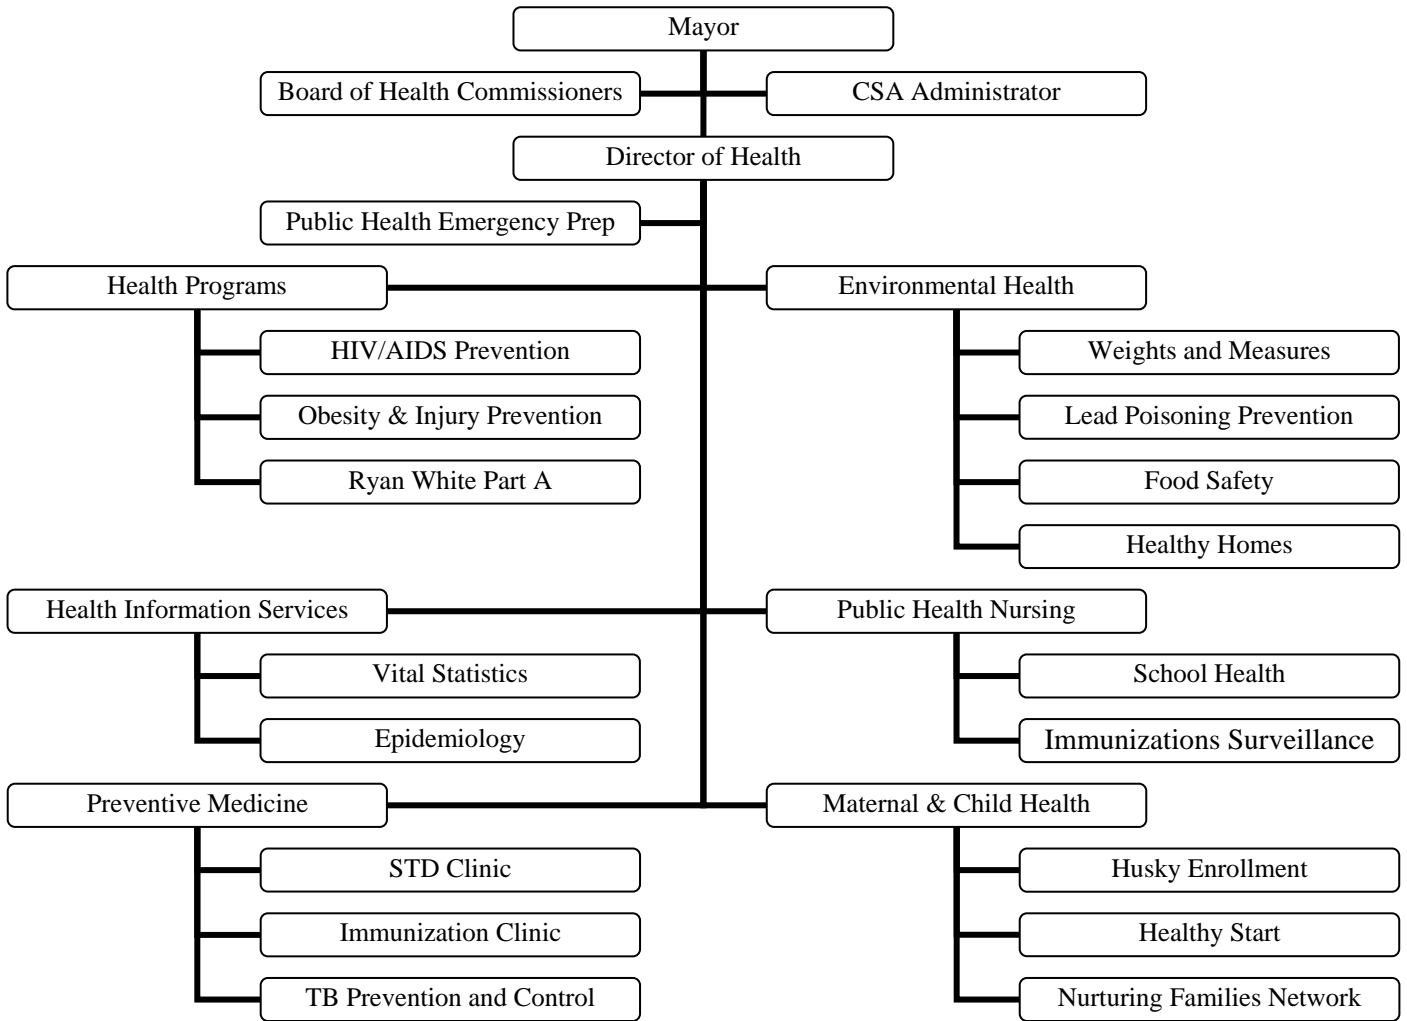 Mayor
Board of Health Commissioners
CSA Administrator
Director of Health
Public Health Emergency Prep
Health Programs
Environmental Health
HIV/AIDS Prevention
Weights and Measures
Obesity & Injury Prevention
Lead Poisoning Prevention
Ryan White Part A
Food Safety
Healthy Homes
Health Information Services
Public Health Nursing
Vital Statistics
School Health
Epidemiology
Immunizations Surveillance
Preventive Medicine
Maternal & Child Health
STD Clinic
Husky Enrollment
Immunization Clinic
Healthy Start
TB Prevention and Control
Nurturing Families Network